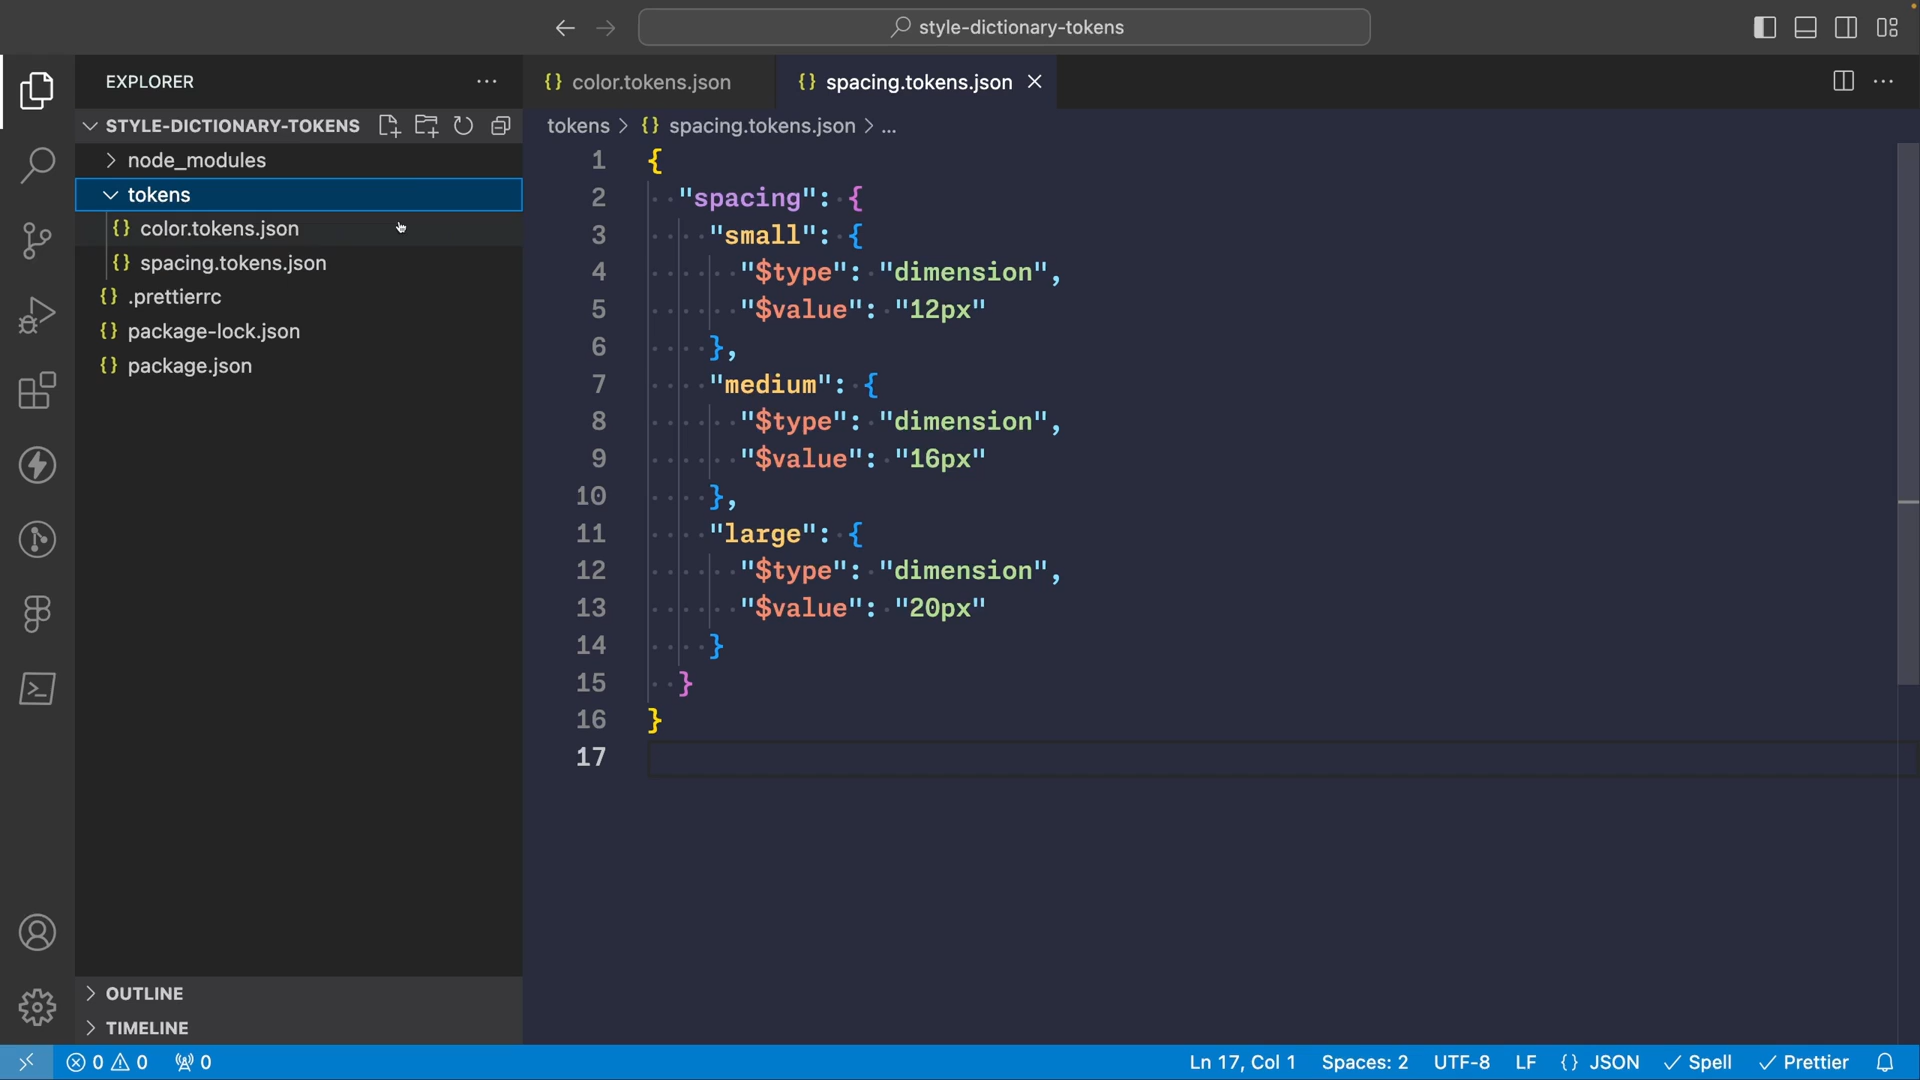 style-dictionary-tokens
EXPLORER
STYLE-DICTIONARY-TOKENS
node_modules
tokens
{} color.tokens.json
{} spacing.tokens.json
{} .prettierrc
{} package-lock.json
{} package.json
OUTLINE
TIMELINE
{} color.tokens.json
{} spacing.tokens.json
tokens > {} spacing.tokens.json > ...
1 {
2 "spacing": {
3 "small": {
4 "$type": "dimension",
5 "$value": "12px"
6 },
7 "medium": {
8 "$type": "dimension",
9 "$value": "16px"
10 },
11 "large": {
12 "$type": "dimension",
13 "$value": "20px"
14 }
15 }
16 }
17
0 0 0 Ln 17, Col 1 Spaces: 2 UTF-8 LF {} JSON Spell Prettier